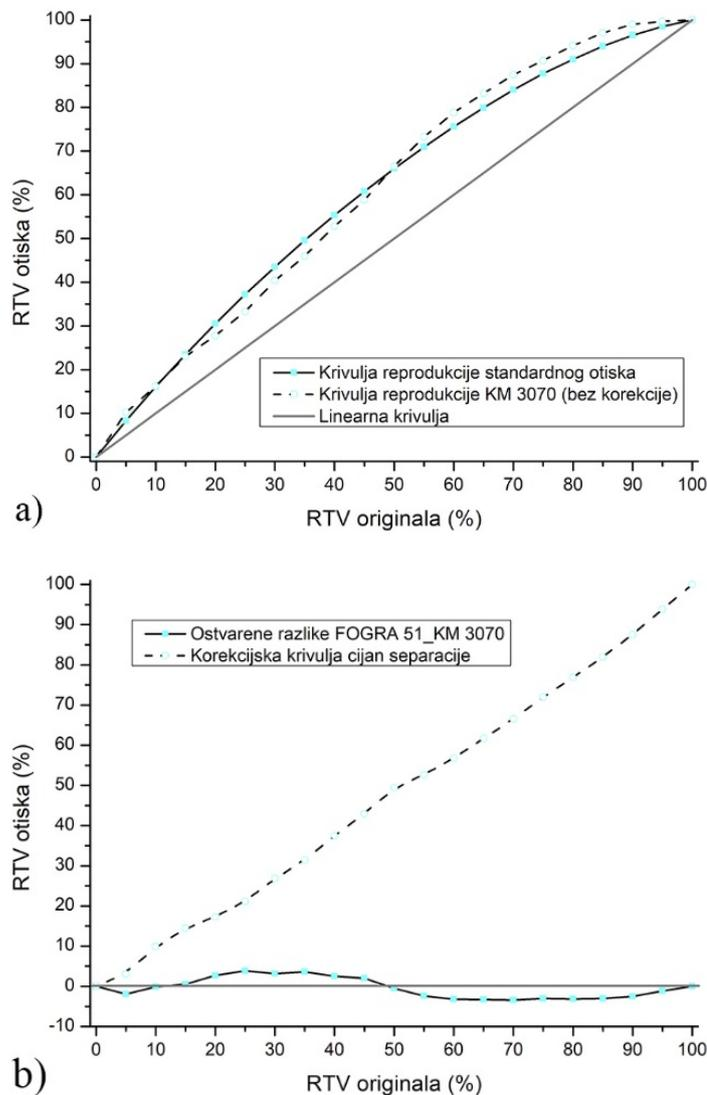 100
90
80
70
60
50
40
30
20
10
0
RTV otiska (%)
Krivulja reprodukcije standardnog otiska
Krivulja reprodukcije KM 3070 (bez korekcije)
Linearna krivulja
0 10 20 30 40 50 60 70 80 90 100
a)
RTV originala (%)
100
90
80
70
60
50
40
30
20
10
0
-10
RTV otiska (%)
Ostvarene razlike FOGRA 51_KM 3070
Korekcijska krivulja cijan separacije
0 10 20 30 40 50 60 70 80 90 100
b)
RTV originala (%)